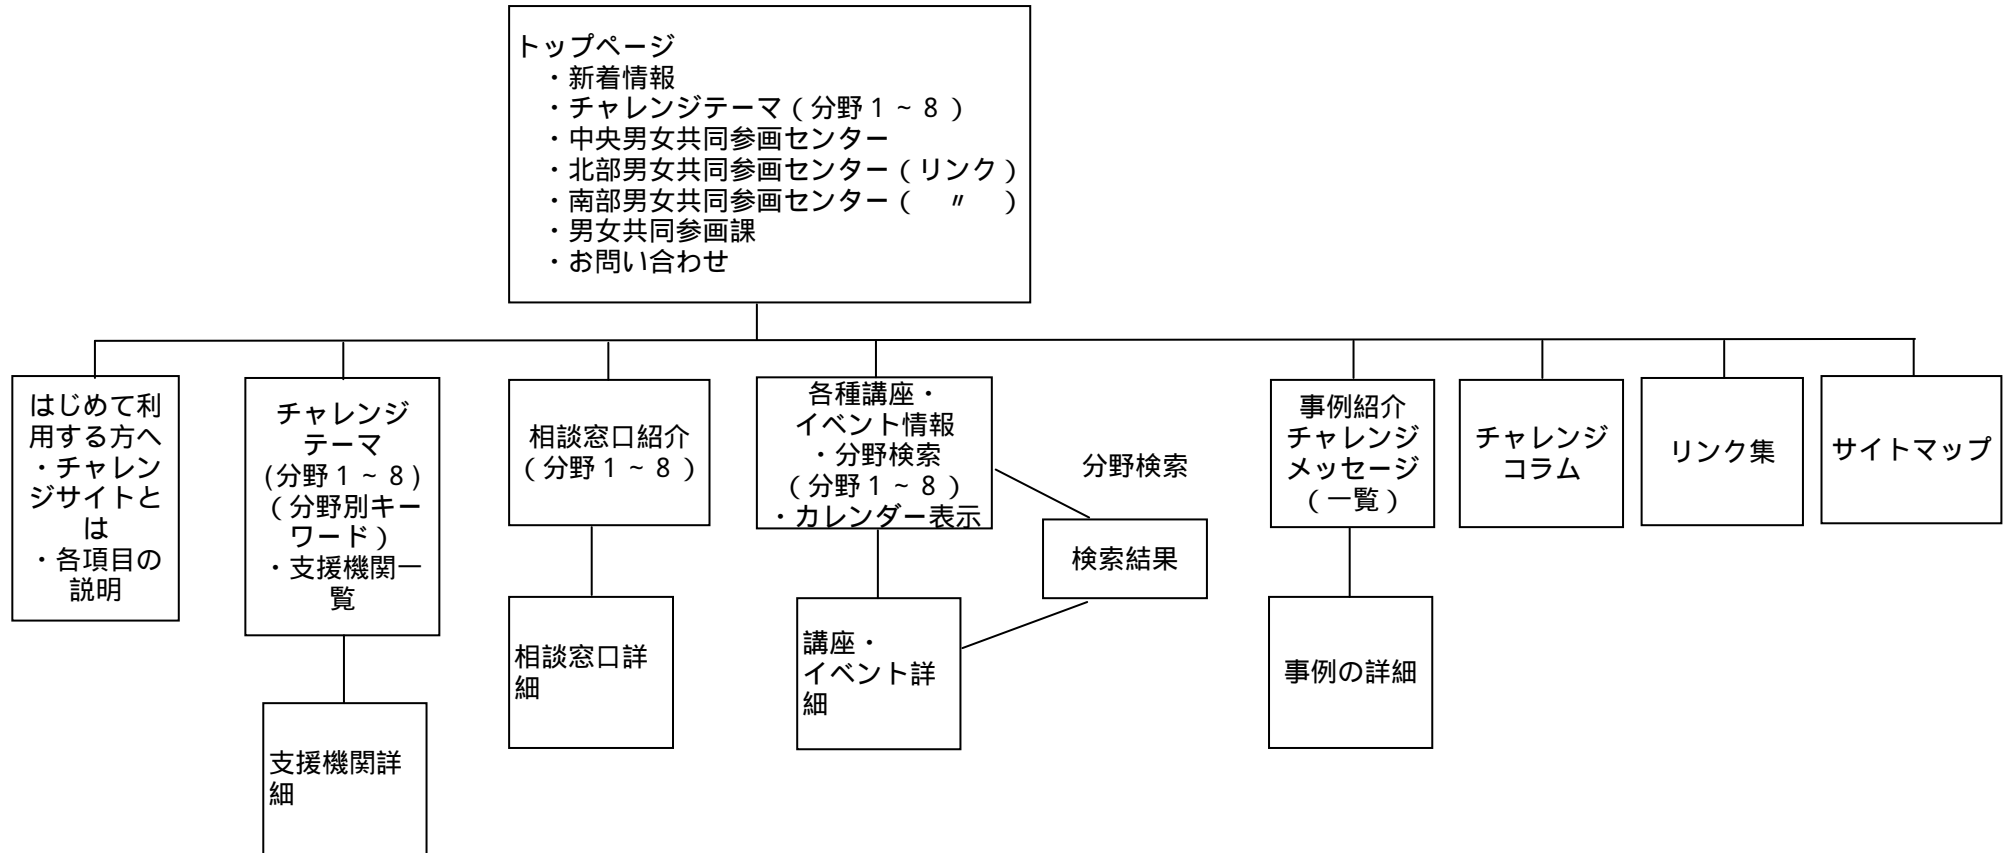 トップページ
・新着情報
・チャレンジテーマ（分野１～８）
・中央男女共同参画センター
・北部男女共同参画センター（リンク）
・南部男女共同参画センター（　〃　）
・男女共同参画課
・お問い合わせ
はじめて利
用する方へ
・チャレン
ジサイトと
は
・各項目の
説明
チャレンジ
テーマ
(分野１～８)
（分野別キー
ワード）
・支援機関一
覧
相談窓口紹介
（分野１～８）
各種講座・
イベント情報
・分野検索
（分野１～８）
・カレンダー表示
分野検索
検索結果
事例紹介
チャレンジ
メッセージ
（一覧）
チャレンジ
コラム
リンク集
サイトマップ
支援機関詳
細
相談窓口詳
細
講座・
イベント詳
細
事例の詳細